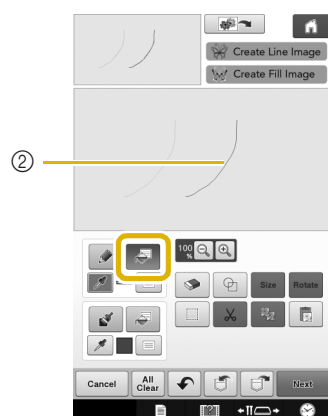 Create Line Image
Create Fill Image
②
100
%
Size
Rotate
Cancel
All
Clear
Next